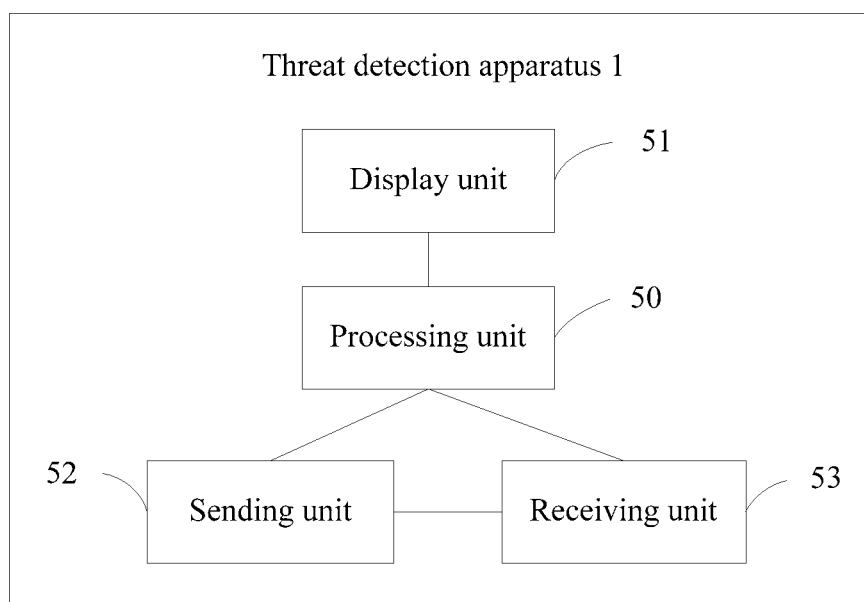 Threat detection apparatus 1
Display unit
51
Processing unit
50
52
Sending unit
Receiving unit
53